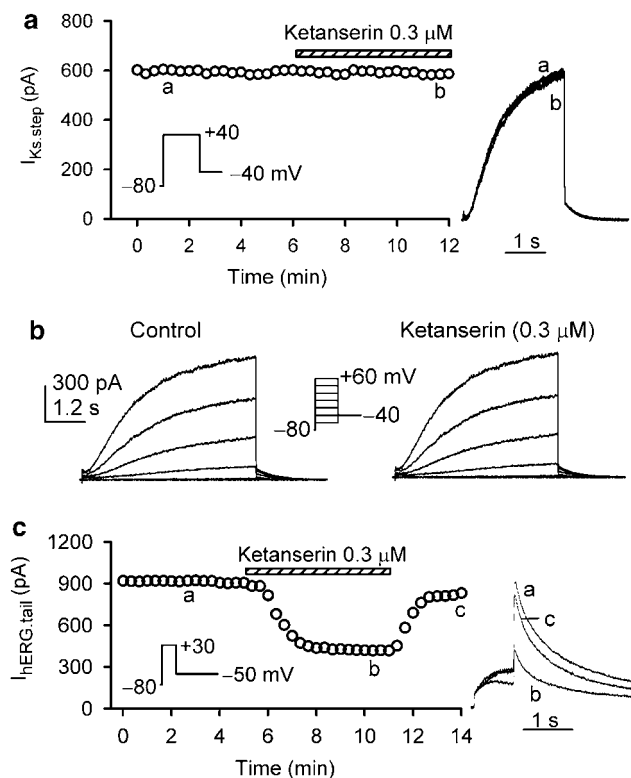 a
Ketanserin 0.3 μM
I Ks.step (pA)
800
600
400
200
0
a
b
+40
−80
−40 mV
0 2 4 6 8 10 12
Time (min)
a
b
1 s
b
Control
Ketanserin (0.3 μM)
300 pA
1.2 s
+60 mV
−40
−80
c
Ketanserin 0.3 μM
I hERG.tail (pA)
1200
900
600
300
0
a
b
c
+30
−80
−50 mV
0 2 4 6 8 10 12 14
Time (min)
a
c
b
1 s